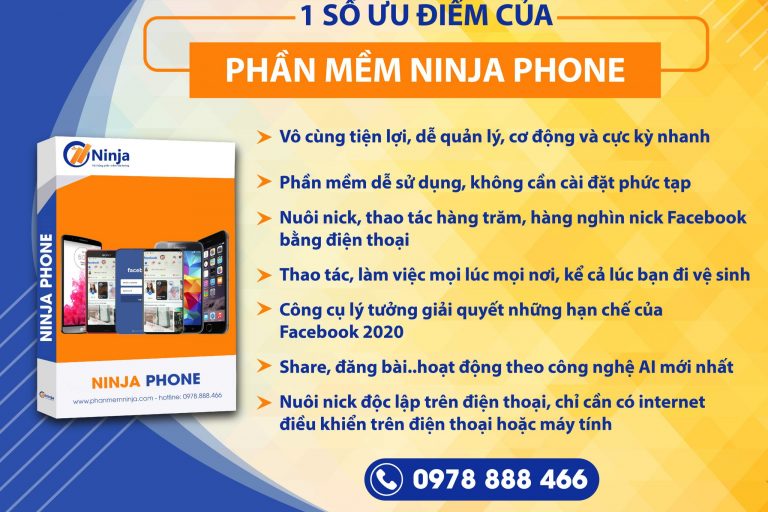 1 SỐ ƯU ĐIỂM CỦA
PHẦN MỀM NINJA PHONE
Vô cùng tiện lợi, dễ quản lý, cơ động và cực kỳ nhanh
Phần mềm dễ sử dụng, không cần cài đặt phức tạp
Nuôi nick, thao tác hàng trăm, hàng nghìn nick Facebook
bằng điện thoại
Thao tác, làm việc mọi lúc mọi nơi, kể cả lúc bạn đi vệ sinh
Công cụ lý tưởng giải quyết những hạn chế của
Facebook 2020
Share, đăng bài..hoạt động theo công nghệ AI mới nhất
Nuôi nick độc lập trên điện thoại, chỉ cần có internet
điều khiển trên điện thoại hoặc máy tính
0978 888 466
Ninja
NINJA PHONE
faceb
NINJA PHONE
www.phanmemninja.com - hotline: 0978.888.466